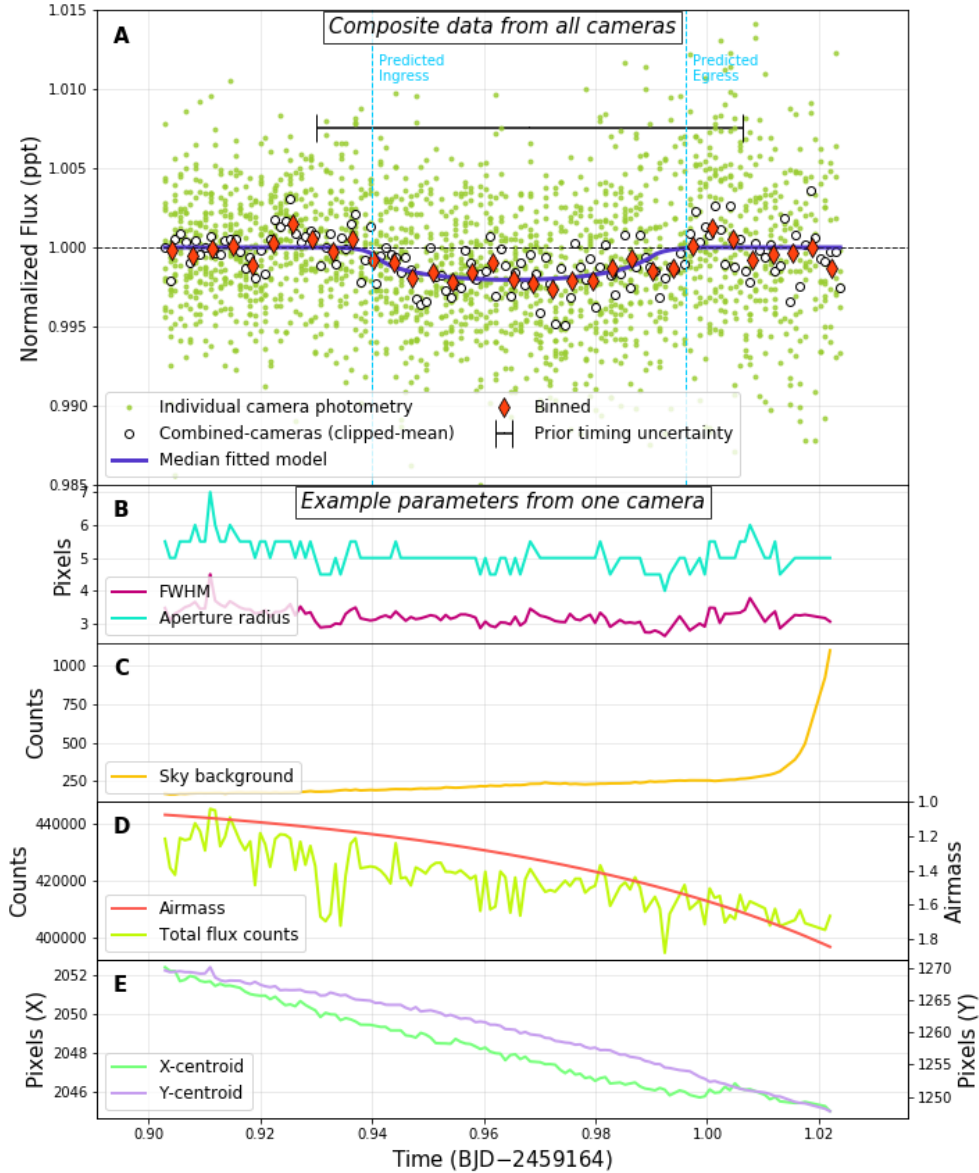 1.015
A
Composite data from all cameras
Predicted
Ingress
Predicted
Egress
1.010
1.005
1.000
0.995
0.990
0.985
Normalized Flux (ppt)
Individual camera photometry
Combined-cameras (clipped-mean)
Median fitted model
Binned
Prior timing uncertainty
B
Example parameters from one camera
7
6
5
4
3
Pixels
FWHM
Aperture radius
C
1000
750
500
250
Counts
Sky background
D
440000
420000
400000
Counts
Airmass
Total flux counts
1.0
1.2
1.4
1.6
1.8
Airmass
E
2052
2050
2048
2046
Pixels (X)
X-centroid
Y-centroid
1270
1265
1260
1255
1250
Pixels (Y)
0.90 0.92 0.94 0.96 0.98 1.00 1.02
Time (BJD−2459164)